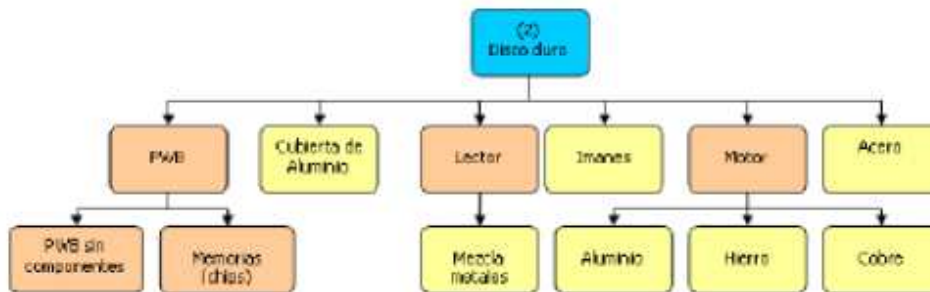 (2)
Disco duro
PWB
Cubierta de
Aluminio
Lector
Imanes
Motor
Acero
PWB sin
componentes
Memorias
(chips)
Mezcla
metales
Aluminio
Hierro
Cobre